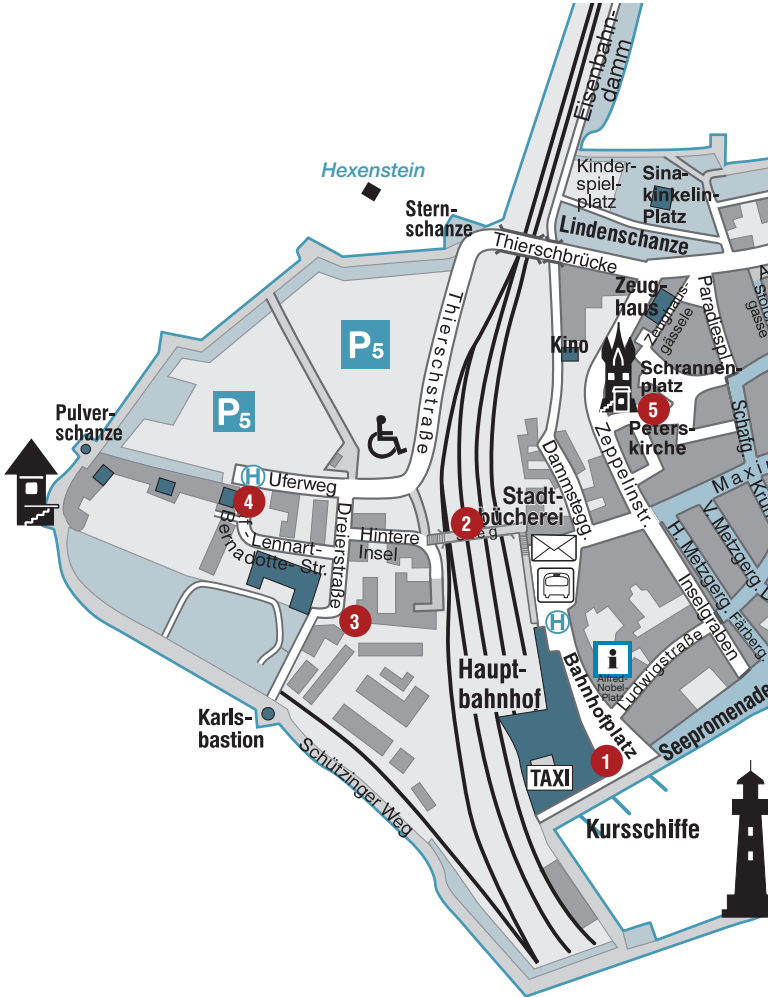 Eisenbahn-
damm
Hexenstein
Kinder-
spiel-
platz
Sina-
kinkelin-
Platz
Stern-
schanze
Lindenschanze
Thierschbrücke
Zeug-
haus
Zeughaus-
gässele
Paradiespl.
gasse
P5
Kino
Thierschstraße
Schrannen-
platz
5
Peters-
kirche
Schafg.
P5
Pulver-
schanze
Zeppelinstr.
Maxi
H
Uferweg
4
Dammstegg.
Stadt-
bücherei
2
Hintere
Insel
Dreierstraße
Lennart-
Bernadotte- Str.
V. Metzgerg.
H. Metzgerg.
Färberg.
Inselgraben
3
H
i
Alfred-
Nobel-
Platz
Ludwigstraße
Haupt-
bahnhof
Bahnhofplatz
Seepromenade
Karls-
bastion
1
TAXI
Schützinger Weg
Kursschiffe